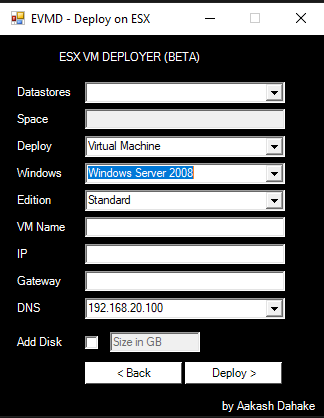 EVMD - Deploy on ESX
ESX VM DEPLOYER (BETA)
Datastores
Space
Deploy Virtual Machine
Windows Windows Server 2008
Edition Standard
VM Name
IP
Gateway
DNS 192.168.20.100
Add Disk Size in GB
< Back Deploy >
by Aakash Dahake